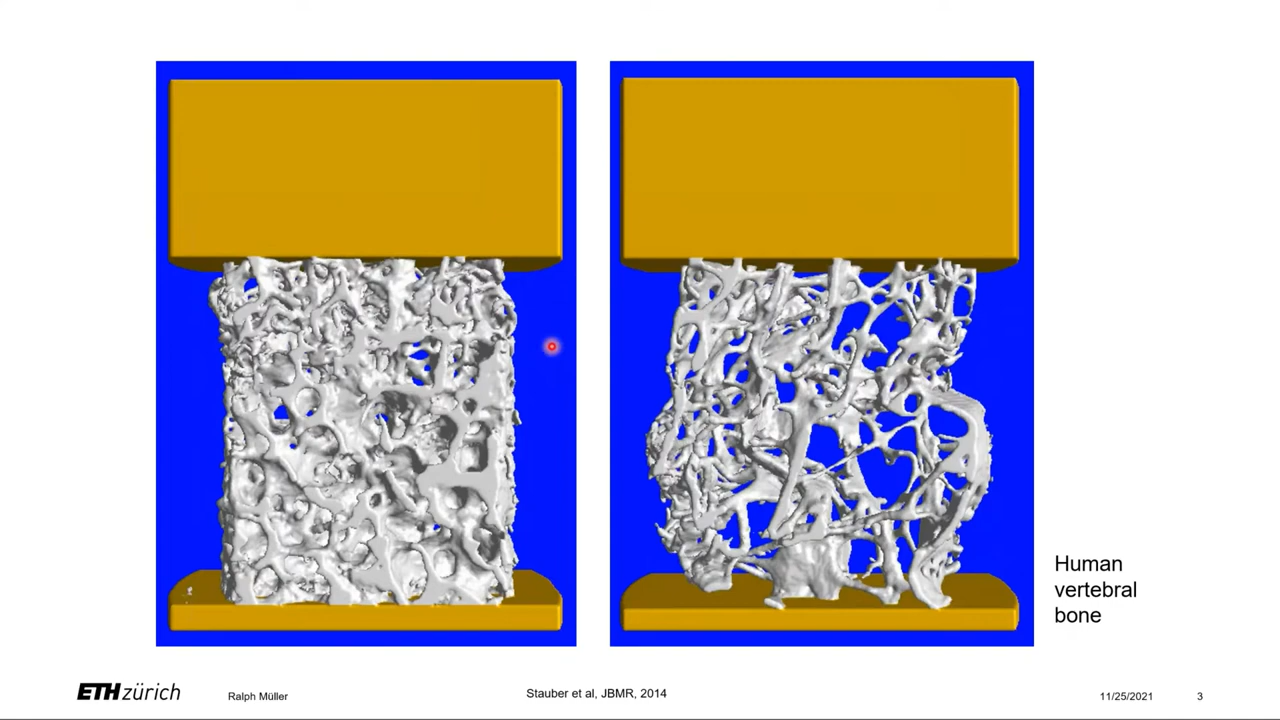 Human
vertebral
bone
ETH zürich
Ralph Müller
Stauber et al, JBMR, 2014
11/25/2021
3